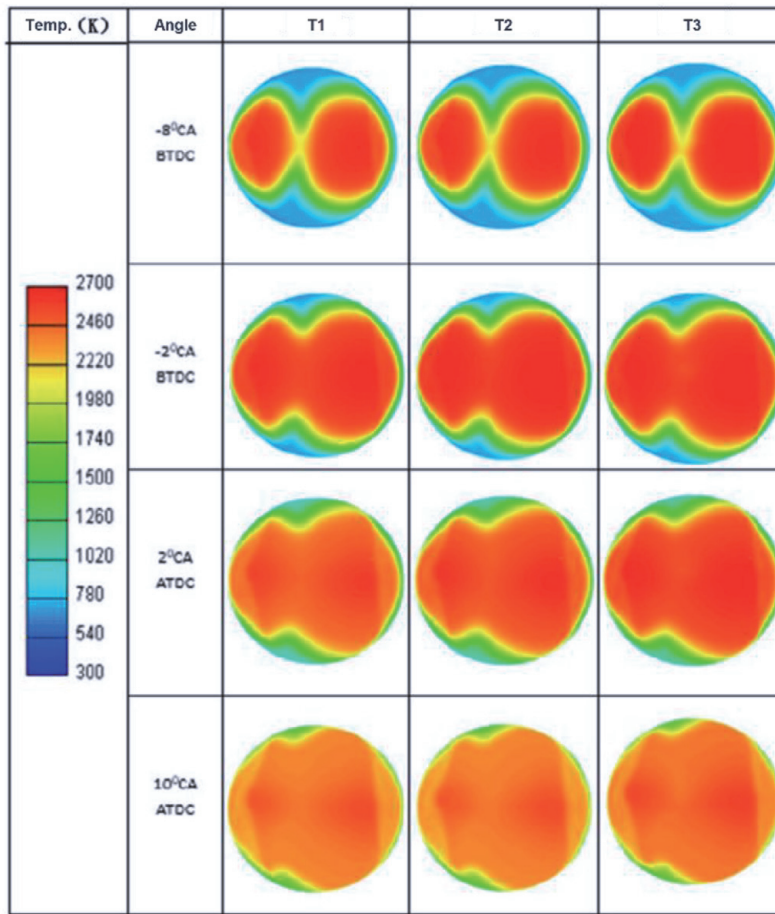 Temp. (K) Angle T1 T2 T3
-8⁰CA
BTDC
-2⁰CA
BTDC
2700
2460
2220
1980
1740
1500
1260
1020
780
540
300
2⁰CA
ATDC
10⁰CA
ATDC